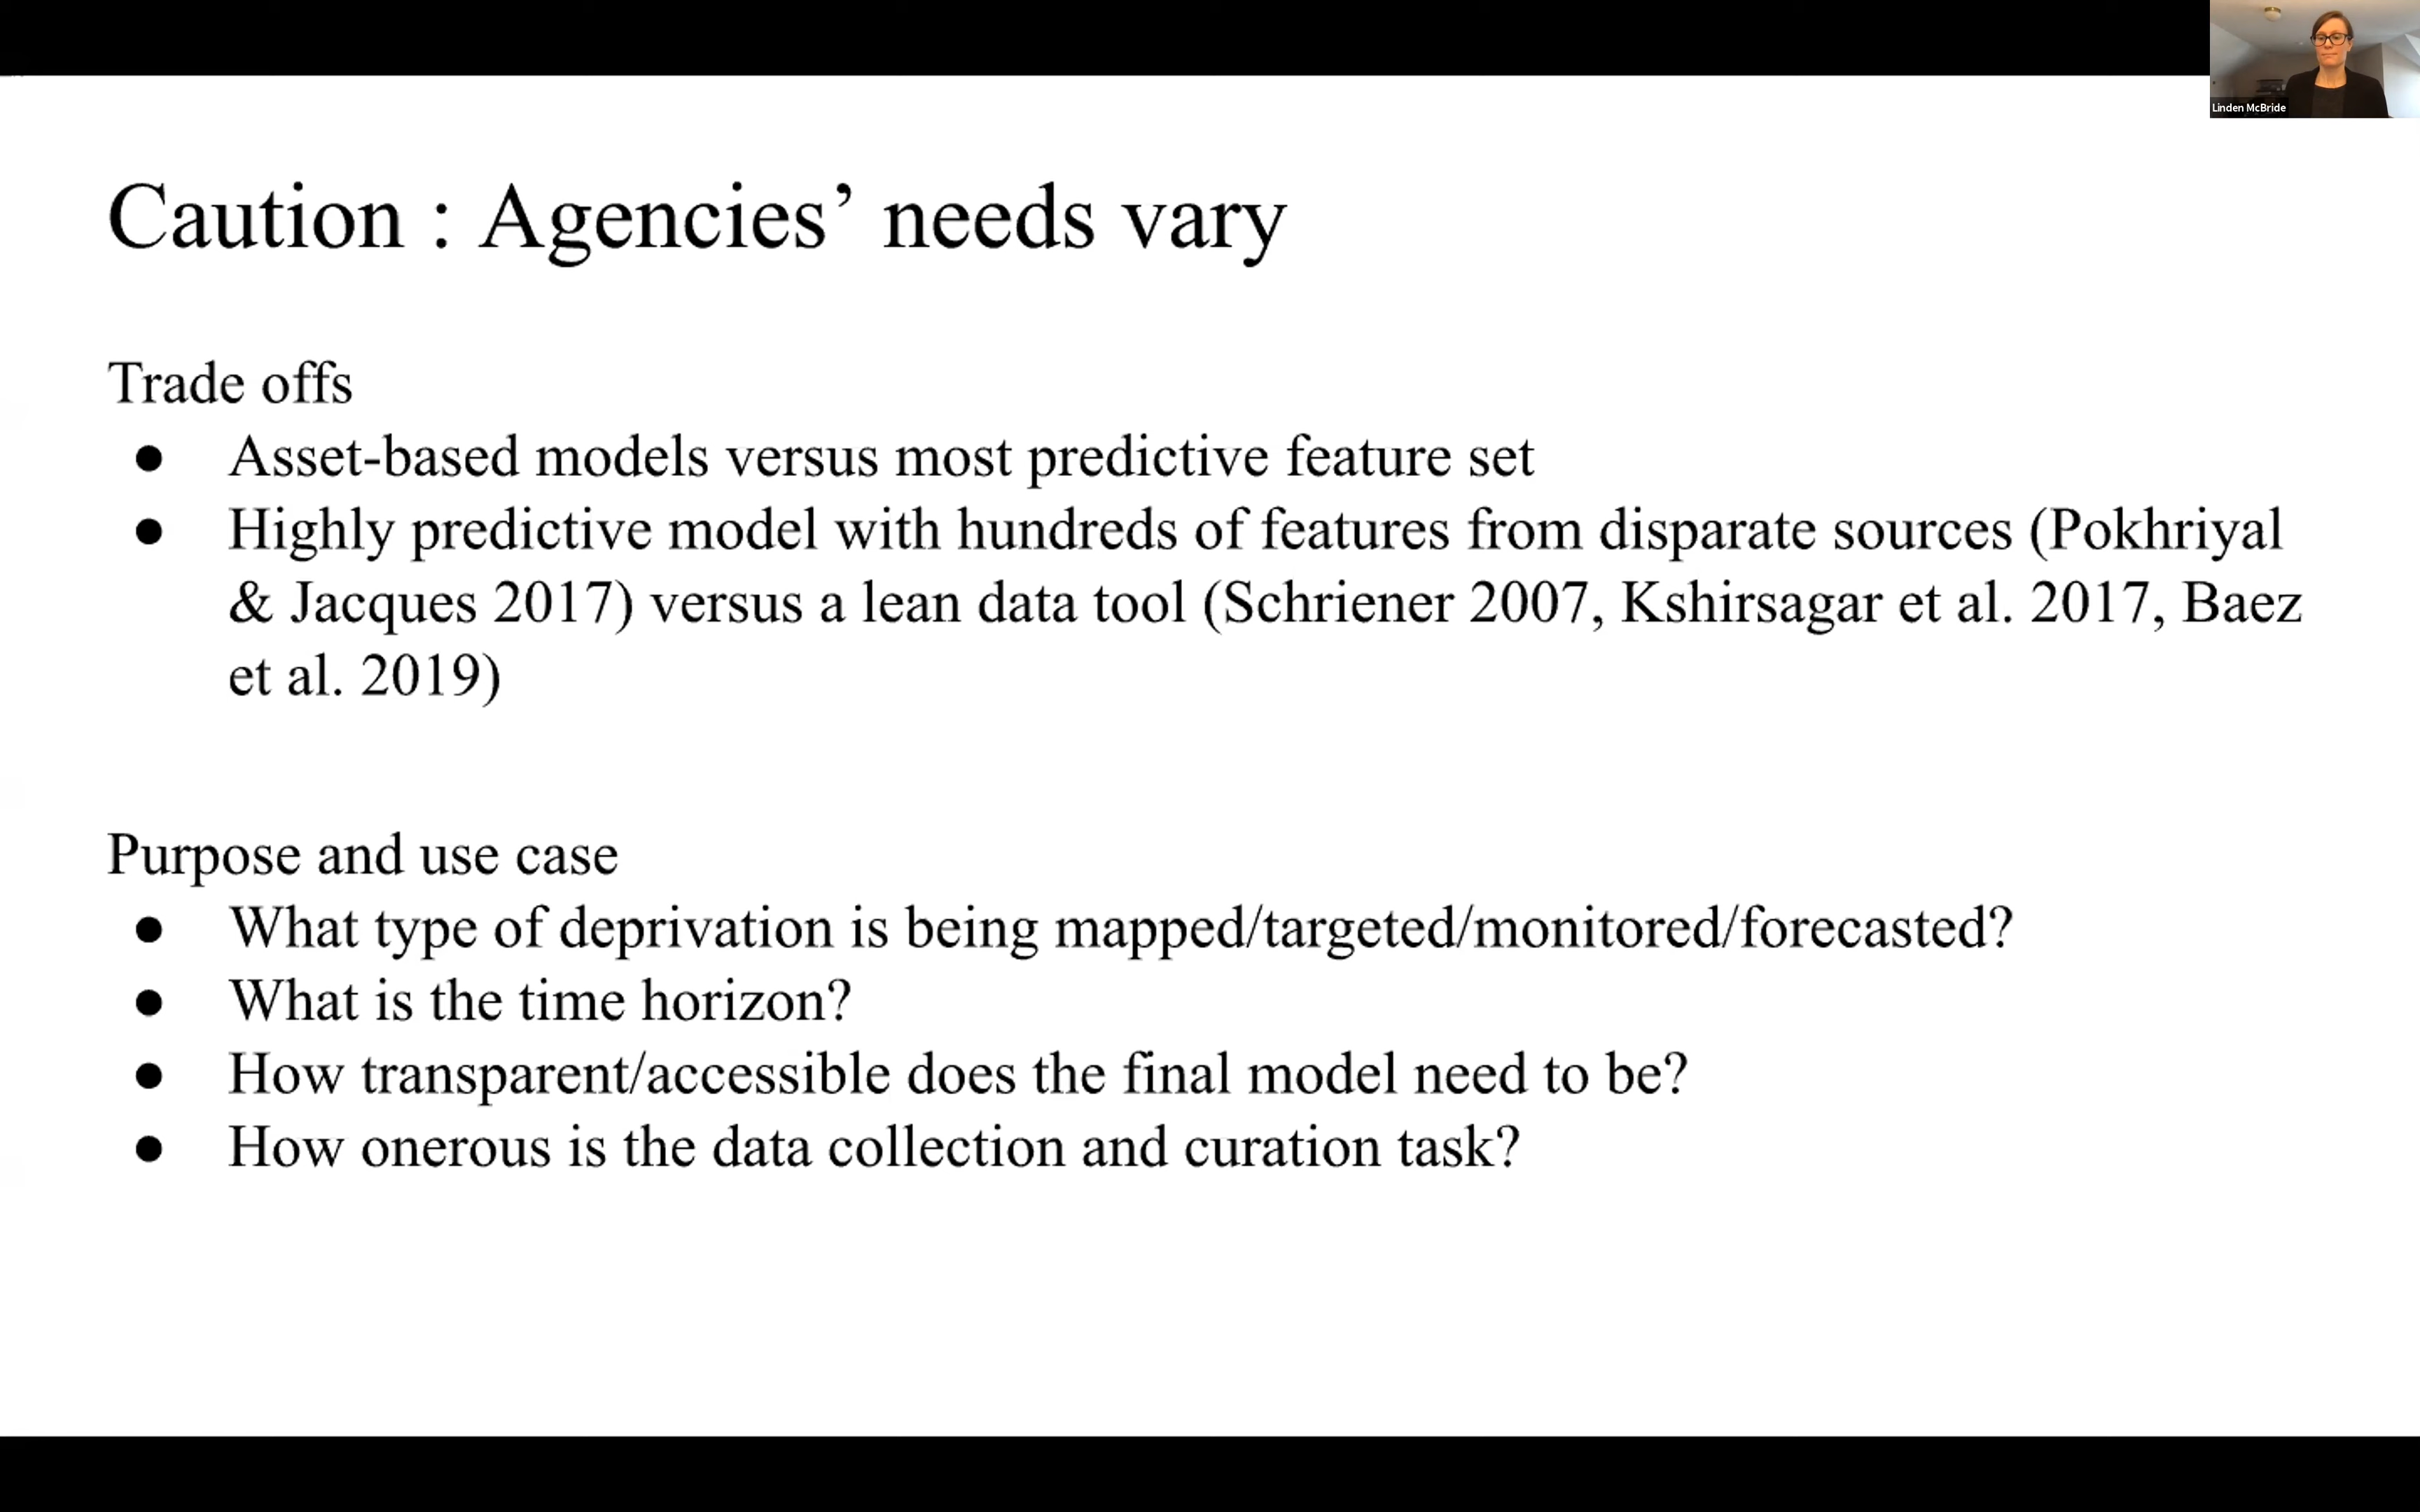 Linden McBride
Caution : Agencies’ needs vary
Trade offs
● Asset-based models versus most predictive feature set
● Highly predictive model with hundreds of features from disparate sources (Pokhriyal
& Jacques 2017) versus a lean data tool (Schriener 2007, Kshirsagar et al. 2017, Baez
et al. 2019)
Purpose and use case
● What type of deprivation is being mapped/targeted/monitored/forecasted?
● What is the time horizon?
● How transparent/accessible does the final model need to be?
● How onerous is the data collection and curation task?